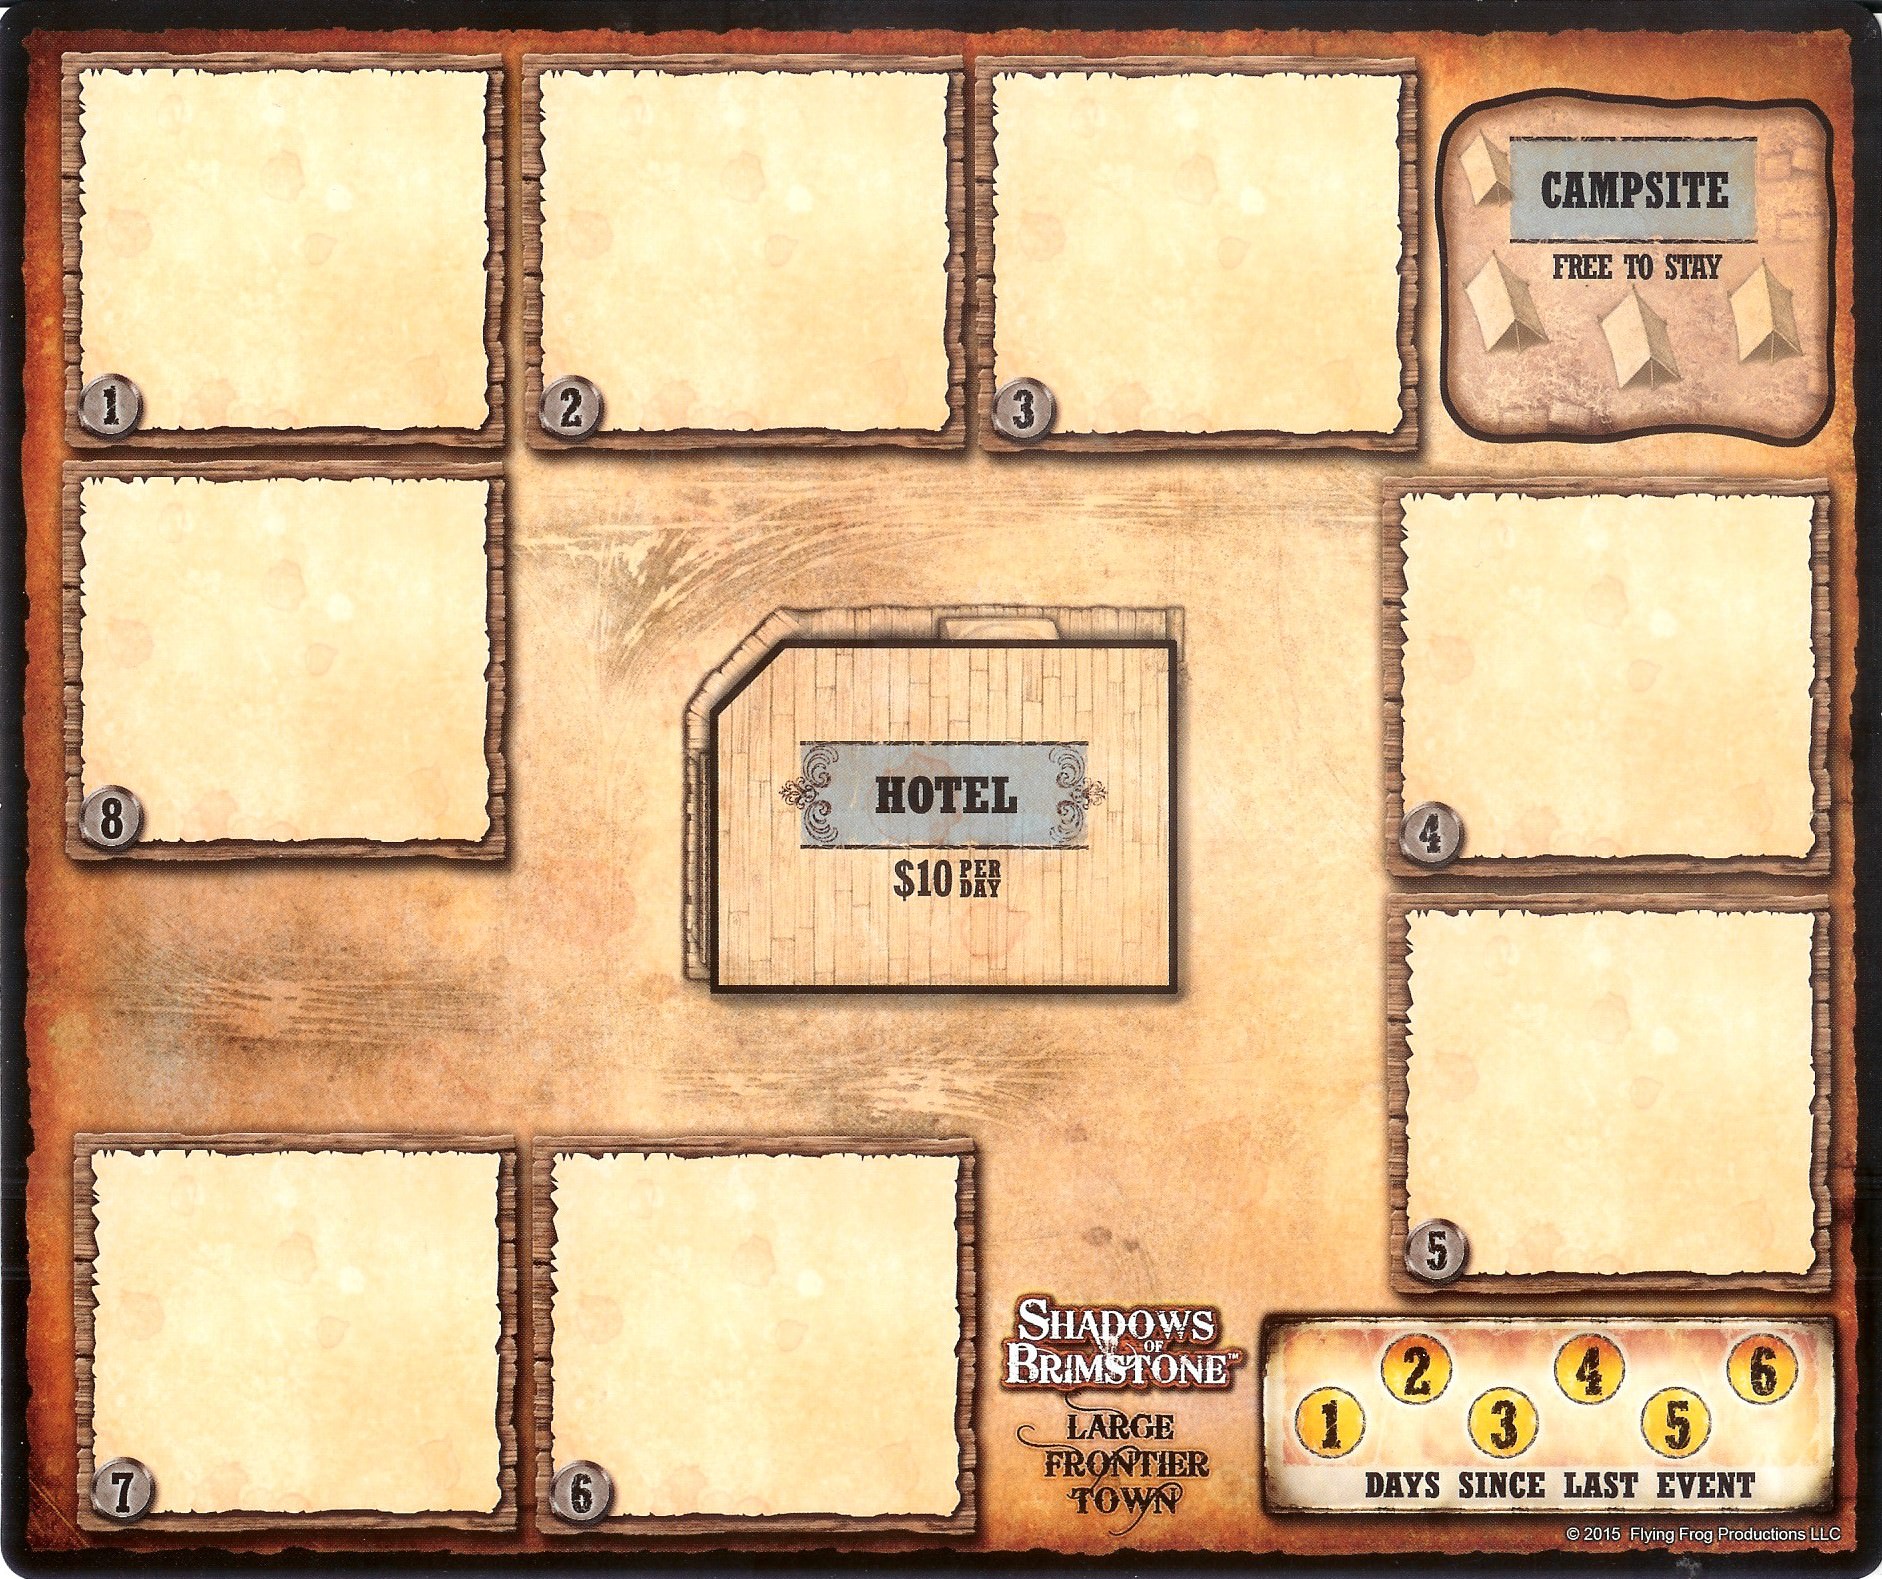 CAMPSITE
FREE TO STAY
1
2
3
8
HOTEL
$10 PER DAY
4
5
7
6
SHADOWS
OF
BRIMSTONE™
LARGE
FRONTIER
TOWN
1 2 3 4 5 6
DAYS SINCE LAST EVENT
© 2015 Flying Frog Productions LLC